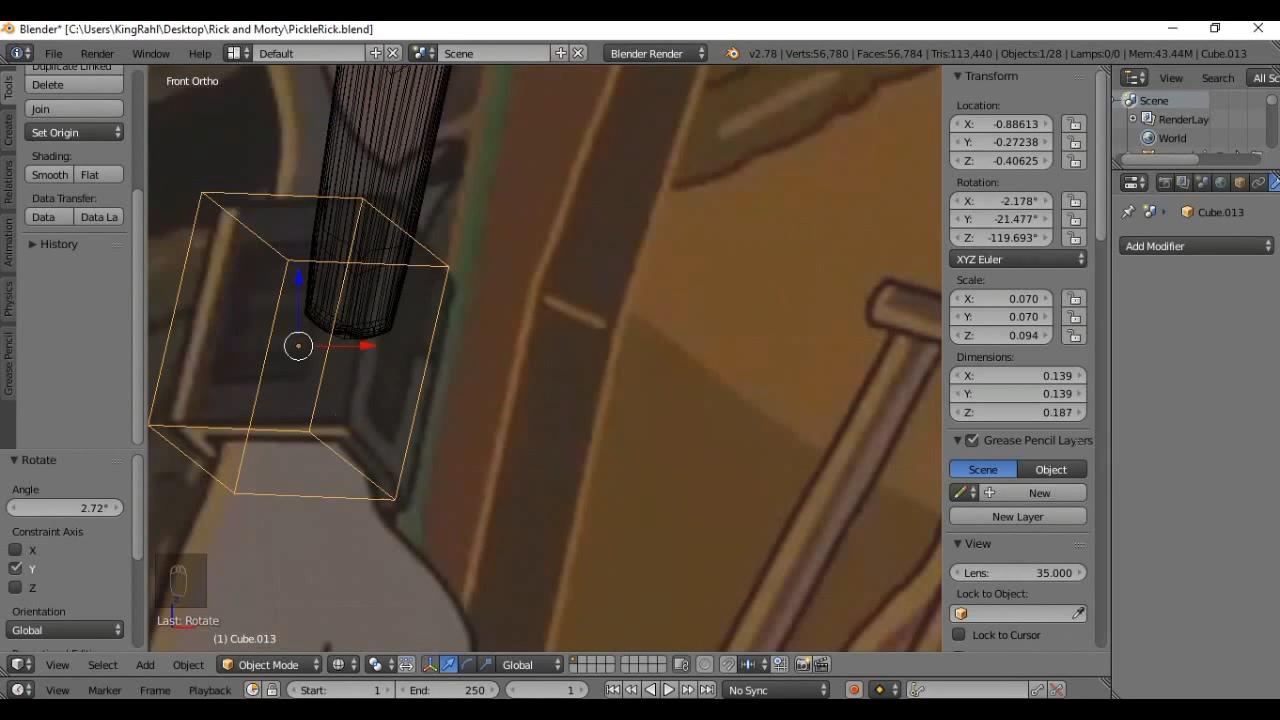 Blender* [C:\Users\KingRahl\Desktop\Rick and Morty\PickleRick.blend]
File Render Window Help Default Scene Blender Render v2.78 | Verts:56,780 | Faces:56,784 | Tris:113,440 | Objects:1/28 | Lamps:0/0 | Mem:43.44M | Cube.013
Tools
Create
Relations
Animation
Physics
Grease Pencil
Duplicate Linked
Delete
Join
Set Origin
Shading:
Smooth Flat
Data Transfer:
Data Data La
History
Rotate
Angle
2.72°
Constraint Axis
X
Y
Z
Orientation
Global
Front Ortho
Last: Rotate
(1) Cube.013
Transform
Location:
X: -0.88613
Y: -0.27238
Z: -0.40625
Rotation:
X: -2.178°
Y: -21.477°
Z: -119.693°
XYZ Euler
Scale:
X: 0.070
Y: 0.070
Z: 0.094
Dimensions:
X: 0.139
Y: 0.139
Z: 0.187
Grease Pencil Layers
Scene Object
New
New Layer
View
Lens: 35.000
Lock to Object:
Lock to Cursor
View Search All Sc
Scene
RenderLay
World
Cube.013
Add Modifier
View Select Add Object Object Mode Global
View Marker Frame Playback Start: 1 End: 250 1 No Sync